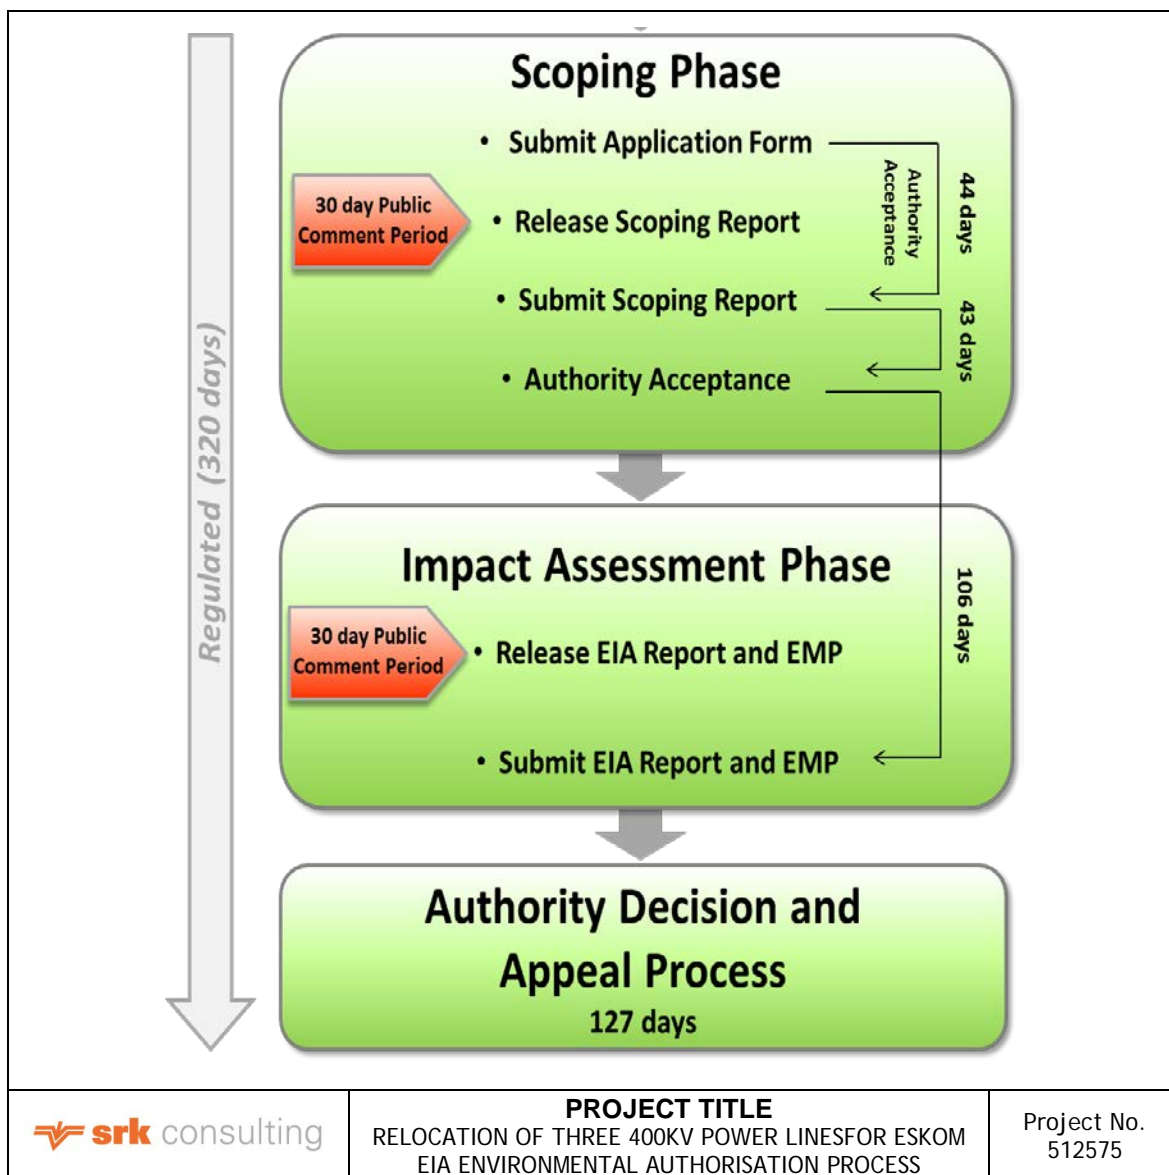 Regulated (320 days)
Scoping Phase
• Submit Application Form
Authority
Acceptance
44 days
30 day Public
Comment Period
• Release Scoping Report
• Submit Scoping Report
43 days
• Authority Acceptance
106 days
Impact Assessment Phase
30 day Public
Comment Period
• Release EIA Report and EMP
• Submit EIA Report and EMP
Authority Decision and
Appeal Process
127 days
srk consulting
PROJECT TITLE
RELOCATION OF THREE 400KV POWER LINESFOR ESKOM
EIA ENVIRONMENTAL AUTHORISATION PROCESS
Project No.
512575